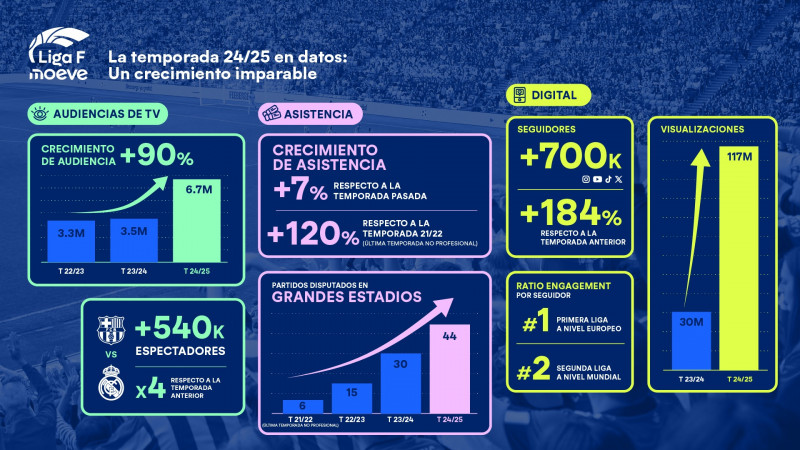 Liga F
moeve
La temporada 24/25 en datos:
Un crecimiento imparable
AUDIENCIAS DE TV
CRECIMIENTO
DE AUDIENCIA +90%
3.3M
3.5M
6.7M
T 22/23
T 23/24
T 24/25
VS
+540K
ESPECTADORES
x4
RESPECTO A LA
TEMPORADA
ANTERIOR
ASISTENCIA
CRECIMIENTO
DE ASISTENCIA
+7%
RESPECTO A LA
TEMPORADA PASADA
+120%
RESPECTO A LA
TEMPORADA 21/22
(ÚLTIMA TEMPORADA NO PROFESIONAL)
PARTIDOS DISPUTADOS EN
GRANDES ESTADIOS
6
15
30
44
T 21/22
T 22/23
T 23/24
T 24/25
(ÚLTIMA TEMPORADA NO PROFESIONAL)
DIGITAL
SEGUIDORES
+700K
+184%
RESPECTO A LA
TEMPORADA ANTERIOR
RATIO ENGAGEMENT
POR SEGUIDOR
#1
PRIMERA LIGA
A NIVEL EUROPEO
#2
SEGUNDA LIGA
A NIVEL MUNDIAL
VISUALIZACIONES
117M
30M
T 23/24
T 24/25